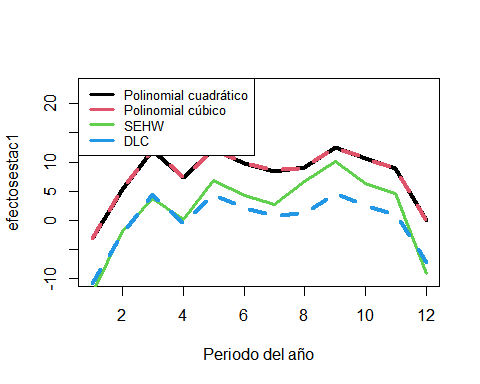 Polinomial cuadrático
Polinomial cúbico
SEHW
DLC
efectosestac1
20
10
5
0
-10
2
4
6
8
10
12
Periodo del año